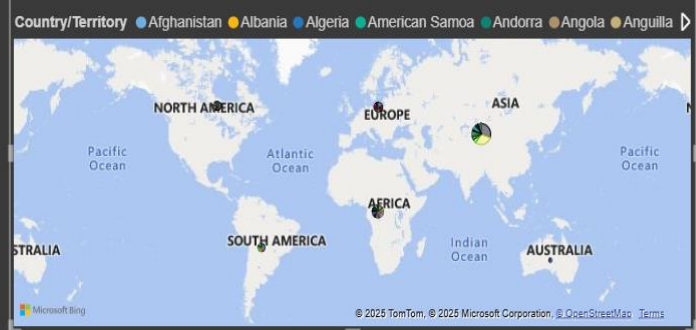 Country/Territory Afghanistan Albania Algeria American Samoa Andorra Angola Anguilla
NORTH AMERICA
EUROPE
ASIA
Pacific
Ocean
Atlantic
Ocean
Pacific
Ocean
AFRICA
SOUTH AMERICA
Indian
Ocean
STRALIA
AUSTRALIA
Microsoft Bing
© 2025 TomTom, © 2025 Microsoft Corporation, © OpenStreetMap Terms